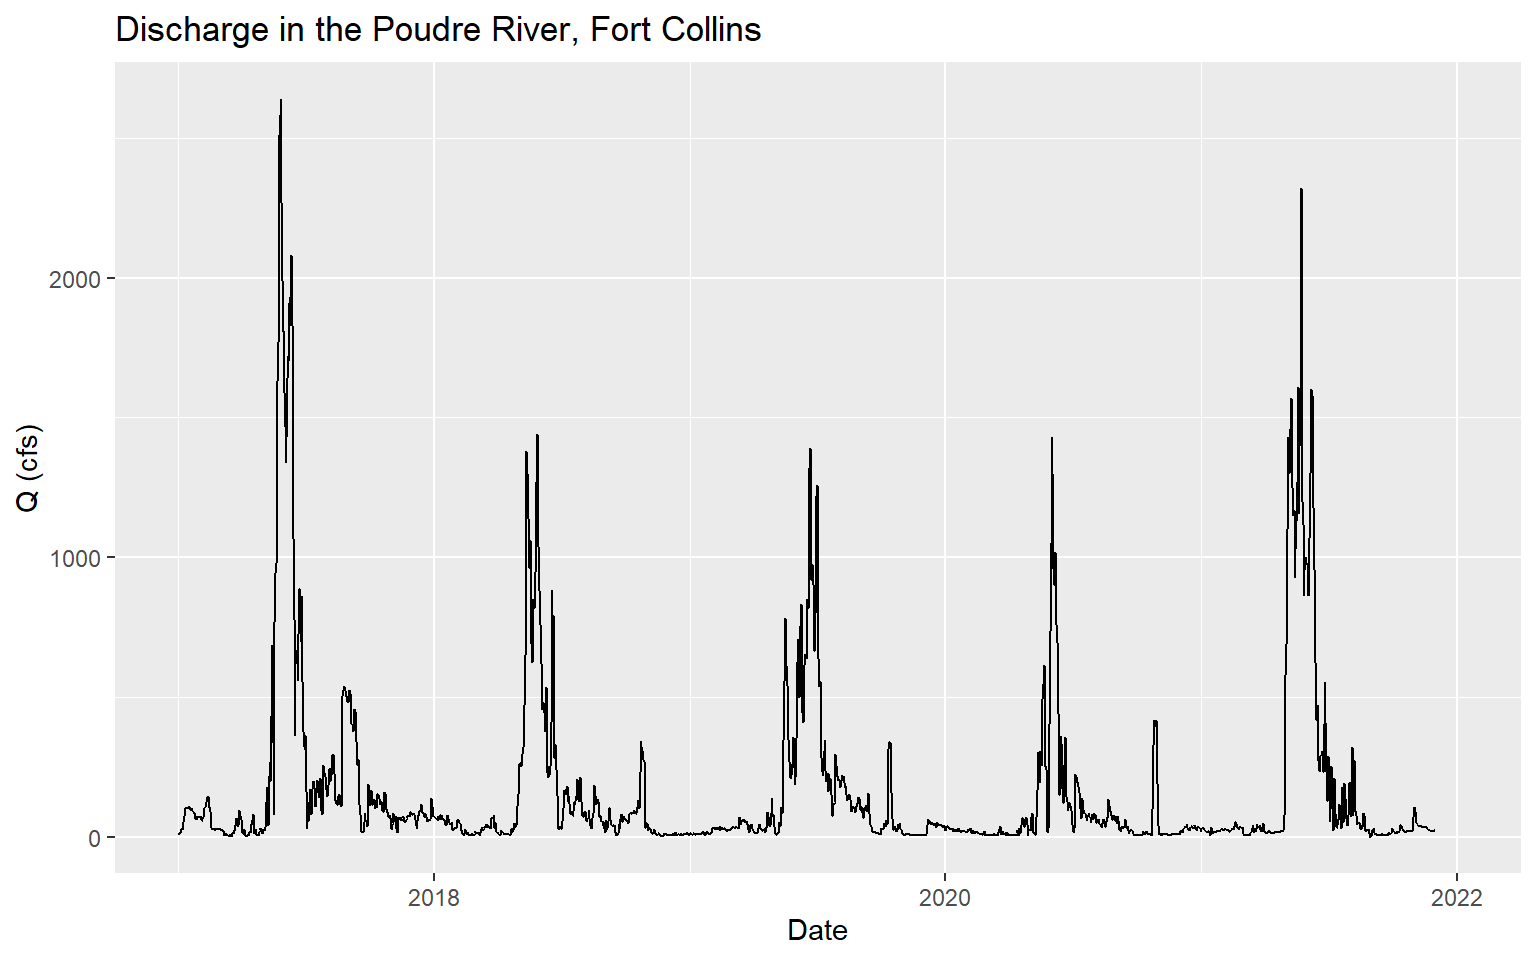 Discharge in the Poudre River, Fort Collins
Q (cfs)
2000
1000
0
2018
2020
2022
Date